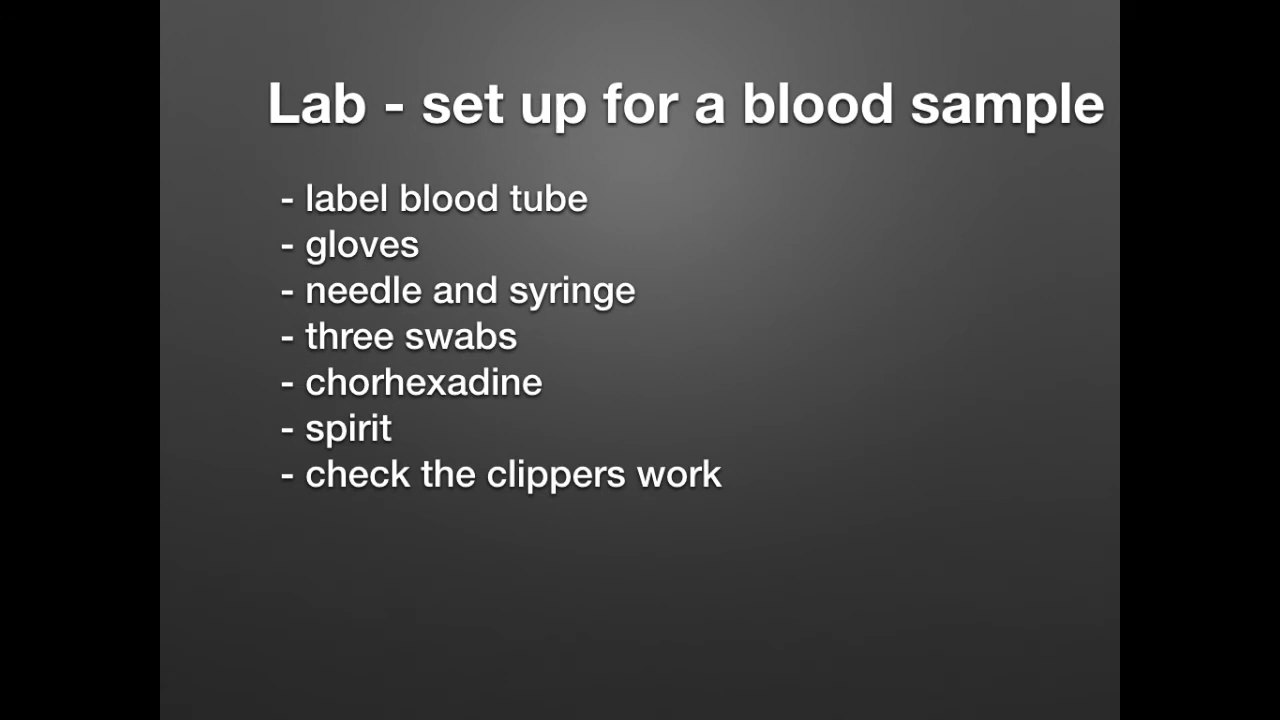 Lab - set up for a blood sample
- label blood tube
- gloves
- needle and syringe
- three swabs
- chorhexadine
- spirit
- check the clippers work